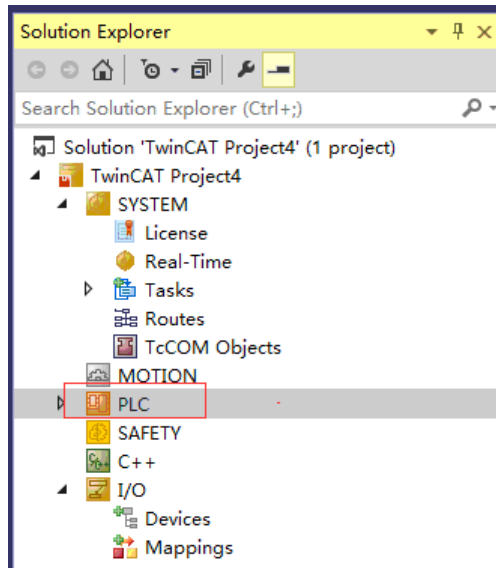 Solution Explorer
Search Solution Explorer (Ctrl+;)
Solution 'TwinCAT Project4' (1 project)
TwinCAT Project4
SYSTEM
License
Real-Time
Tasks
Routes
TcCOM Objects
MOTION
PLC
SAFETY
C++
I/O
Devices
Mappings